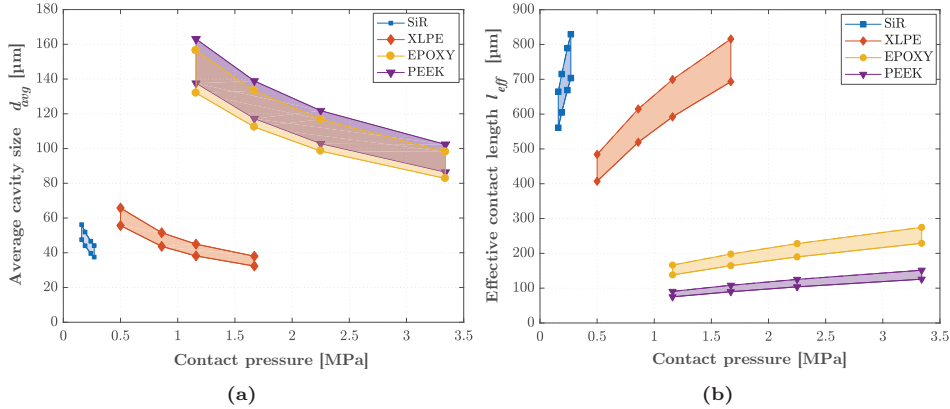 180
160
140
120
100
80
60
40
20
0
0 0.5 1 1.5 2 2.5 3 3.5
Average cavity size d_avg [µm]
Contact pressure [MPa]
SiR
XLPE
EPOXY
PEEK
(a)
900
800
700
600
500
400
300
200
100
0
0 0.5 1 1.5 2 2.5 3 3.5
Effective contact length l_eff [µm]
Contact pressure [MPa]
SiR
XLPE
EPOXY
PEEK
(b)